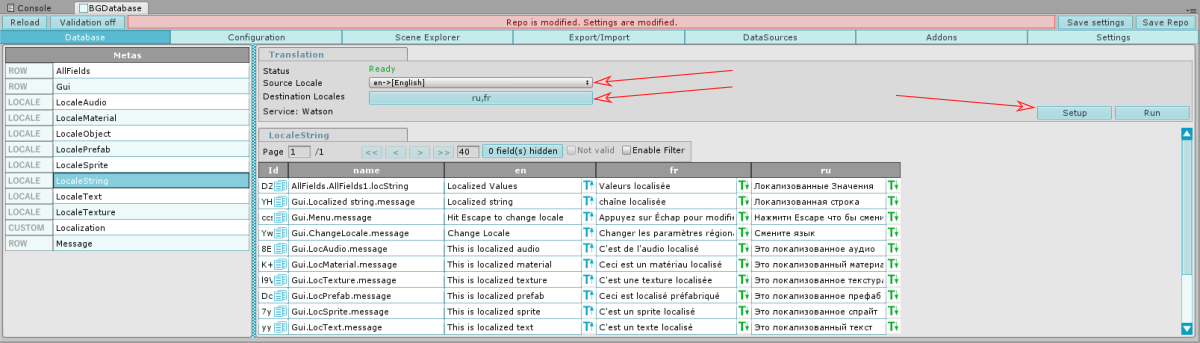 Console BGDatabase
Reload Validation off Repo is modified. Settings are modified. Save settings Save Repo
Database Configuration Scene Explorer Export/Import DataSources Addons Settings
Metas
ROW AllFields
ROW Gui
LOCALE LocaleAudio
LOCALE LocaleMaterial
LOCALE LocaleObject
LOCALE LocalePrefab
LOCALE LocaleSprite
LOCALE LocaleString
LOCALE LocaleText
LOCALE LocaleTexture
CUSTOM Localization
ROW Message
Translation
Status Ready
Source Locale en->[English]
Destination Locales ru,fr
Service: Watson Setup Run
LocaleString
Page 1 /1 << < > >> 40 0 field(s) hidden Not valid Enable Filter
Id name en fr ru
DZ AllFields.AllFields1.locString Localized Values Valeurs localisée Локализованные Значения
YH Gui.Localized string.message Localized string chaîne localisée Локализованная строка
cc Gui.Menu.message Hit Escape to change locale Appuyez sur Échap pour modifi Нажмити Escape что бы смени
Yw Gui.ChangeLocale.message Change Locale Changer les paramètres région Смените язык
8E Gui.LocAudio.message This is localized audio C'est de l'audio localisé Это локализованное аудио
K+ Gui.LocMaterial.message This is localized material Ceci est un matériau localisé Это локализованный материа
l9 Gui.LocTexture.message This is localized texture C'est une texture localisée Это локализованное текстура
Dc Gui.LocPrefab.message This is localized prefab Ceci est localisé préfabriqué Это локализованное префаб
7y Gui.LocSprite.message This is localized sprite C'est un sprite localisé Это локализованное спрайт
yy Gui.LocText.message This is localized text C'est un texte localisé Это локализованный текст